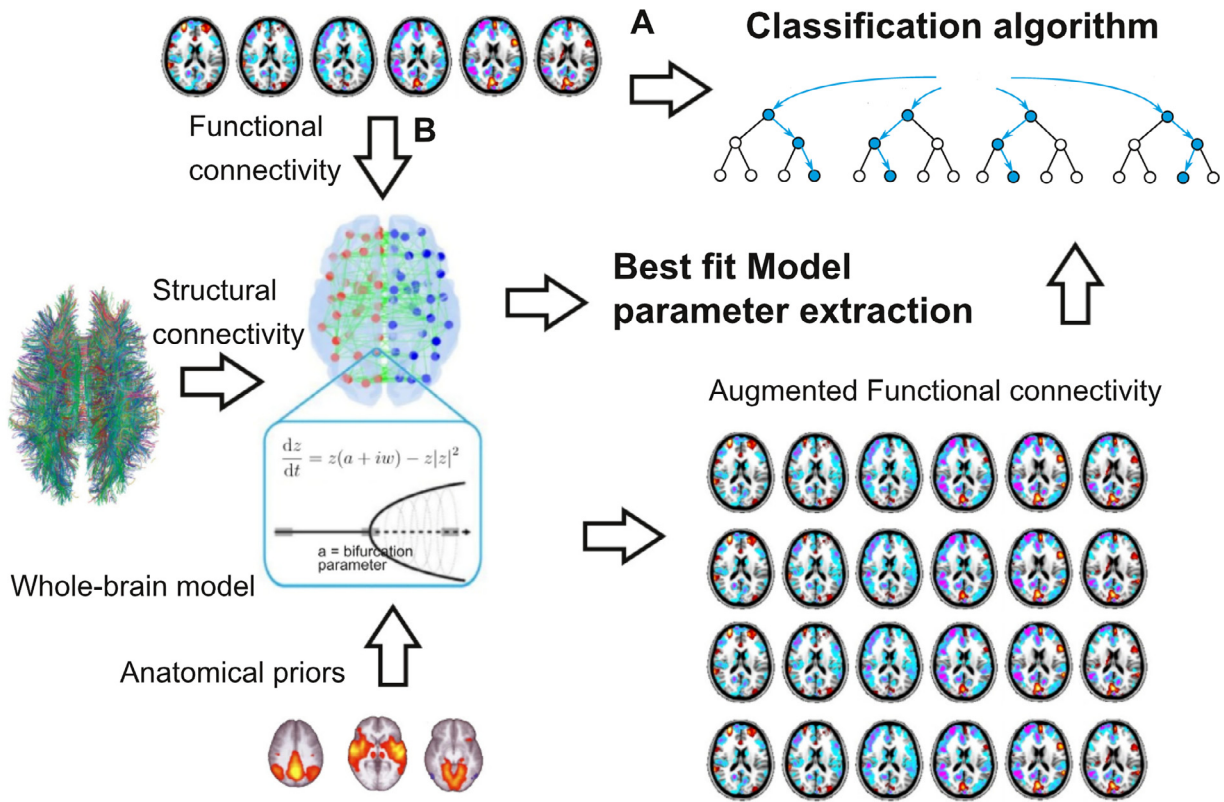 A
Classification algorithm
Functional
connectivity
B
Structural
connectivity
Best fit Model
parameter extraction
Augmented Functional connectivity
dz/dt = z(a + iw) − z|z|²
a = bifurcation
parameter
Whole-brain model
Anatomical priors